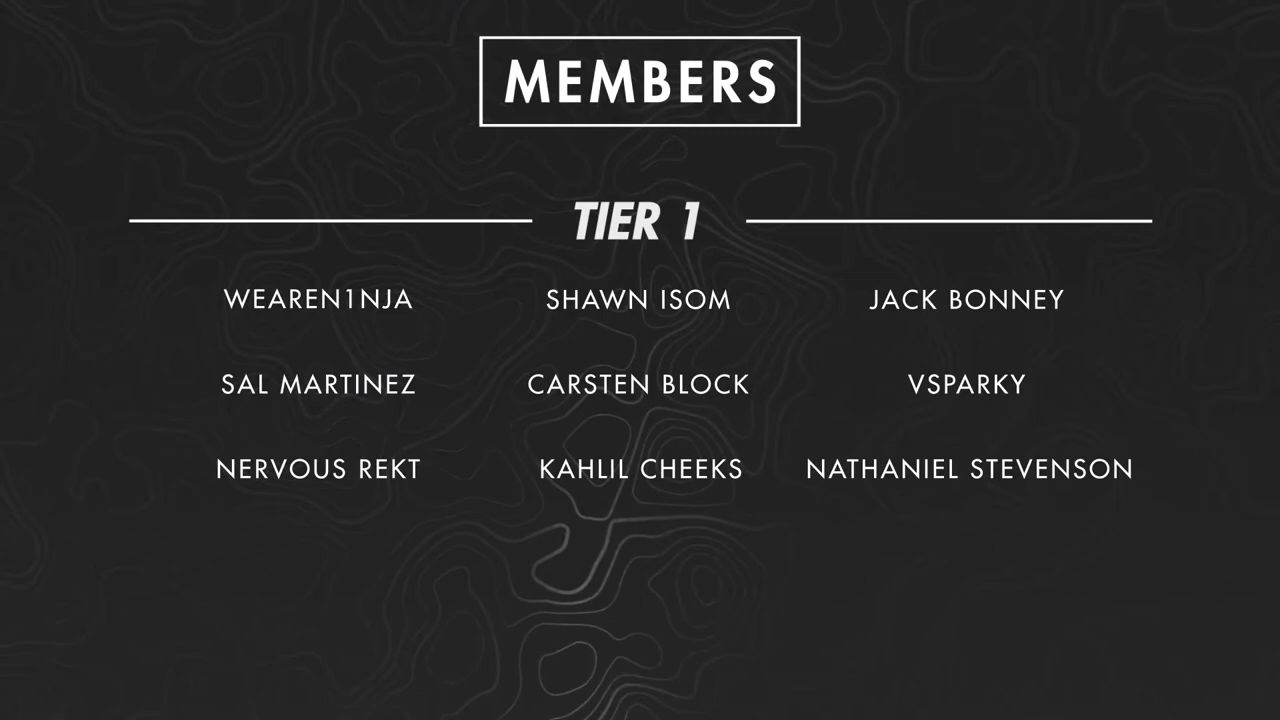 MEMBERS
TIER 1
WEAREN1NJA SHAWN ISOM JACK BONNEY
SAL MARTINEZ CARSTEN BLOCK VSPARKY
NERVOUS REKT KAHLIL CHEEKS NATHANIEL STEVENSON